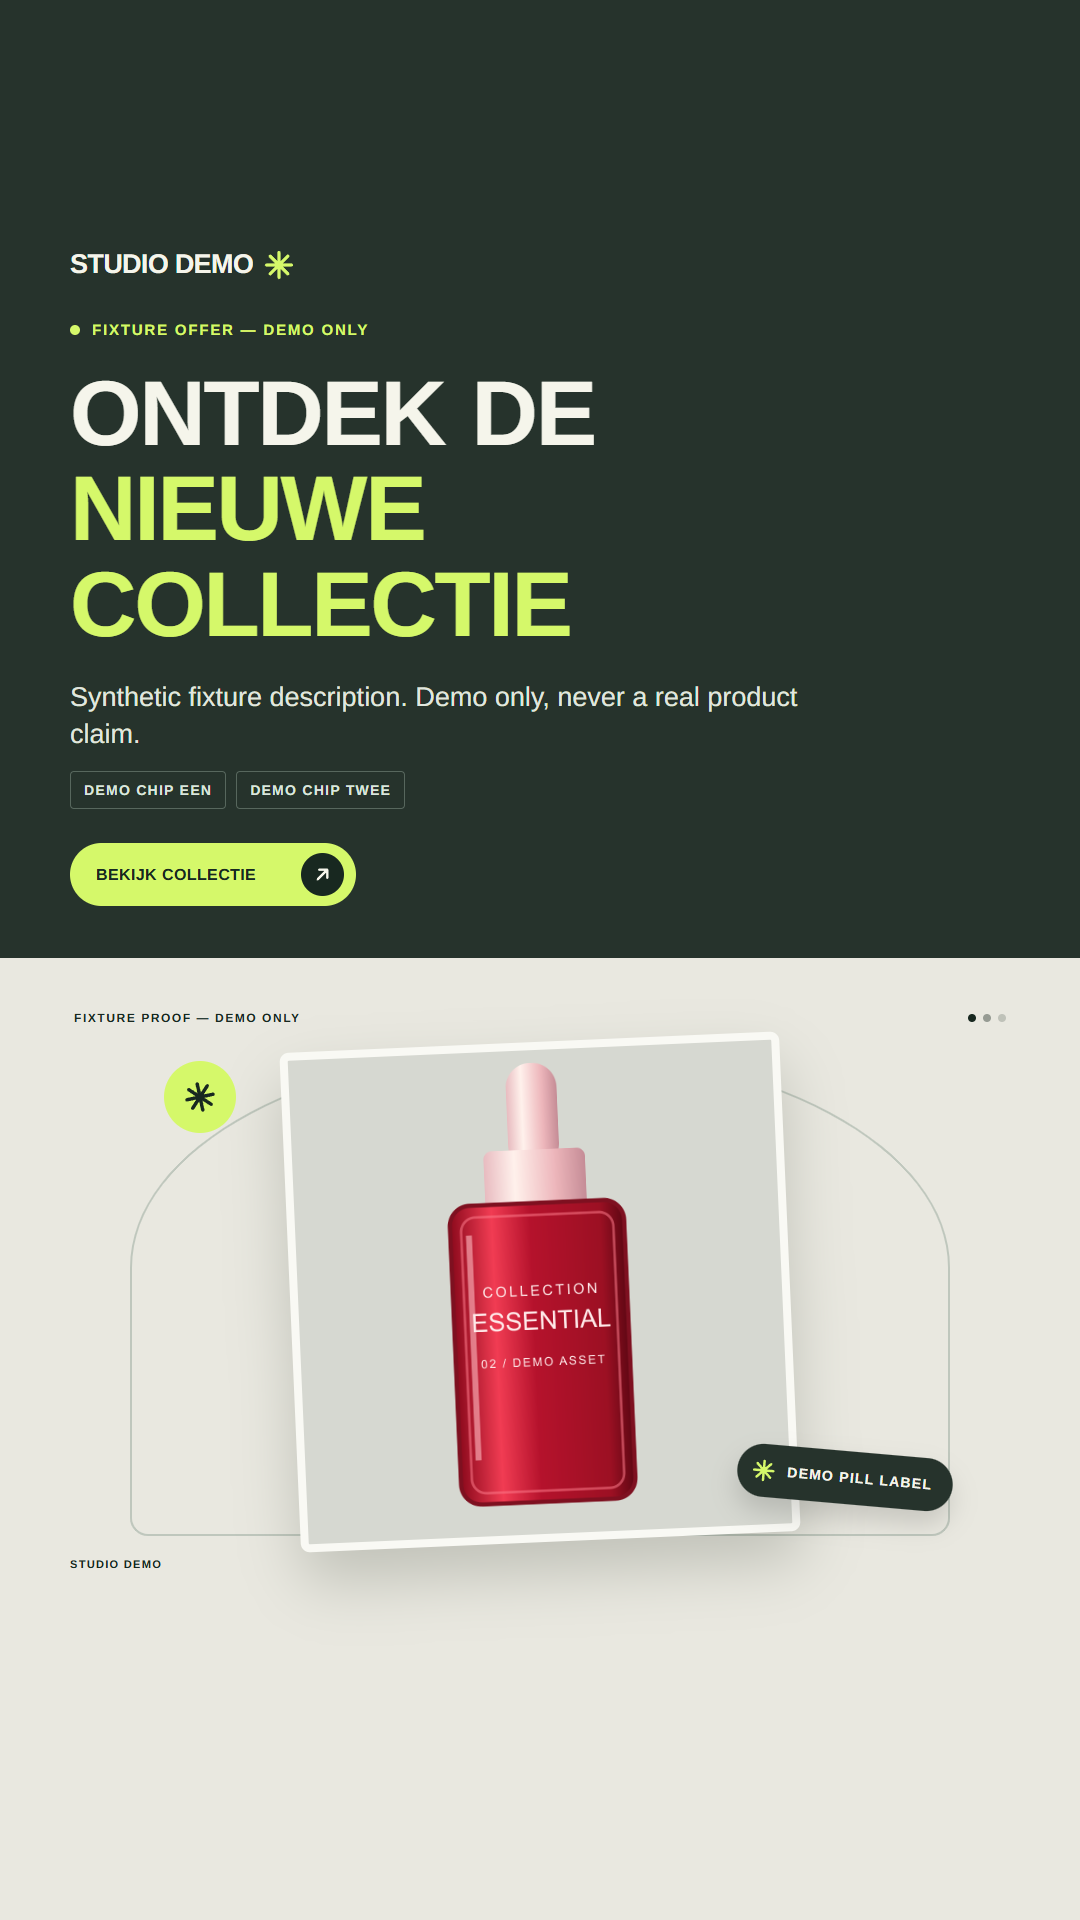 STUDIO DEMO
FIXTURE OFFER — DEMO ONLY
ONTDEK DE
NIEUWE
COLLECTIE
Synthetic fixture description. Demo only, never a real product
claim.
DEMO CHIP EEN
DEMO CHIP TWEE
BEKIJK COLLECTIE
FIXTURE PROOF — DEMO ONLY
COLLECTION
ESSENTIAL
02 / DEMO ASSET
DEMO PILL LABEL
STUDIO DEMO